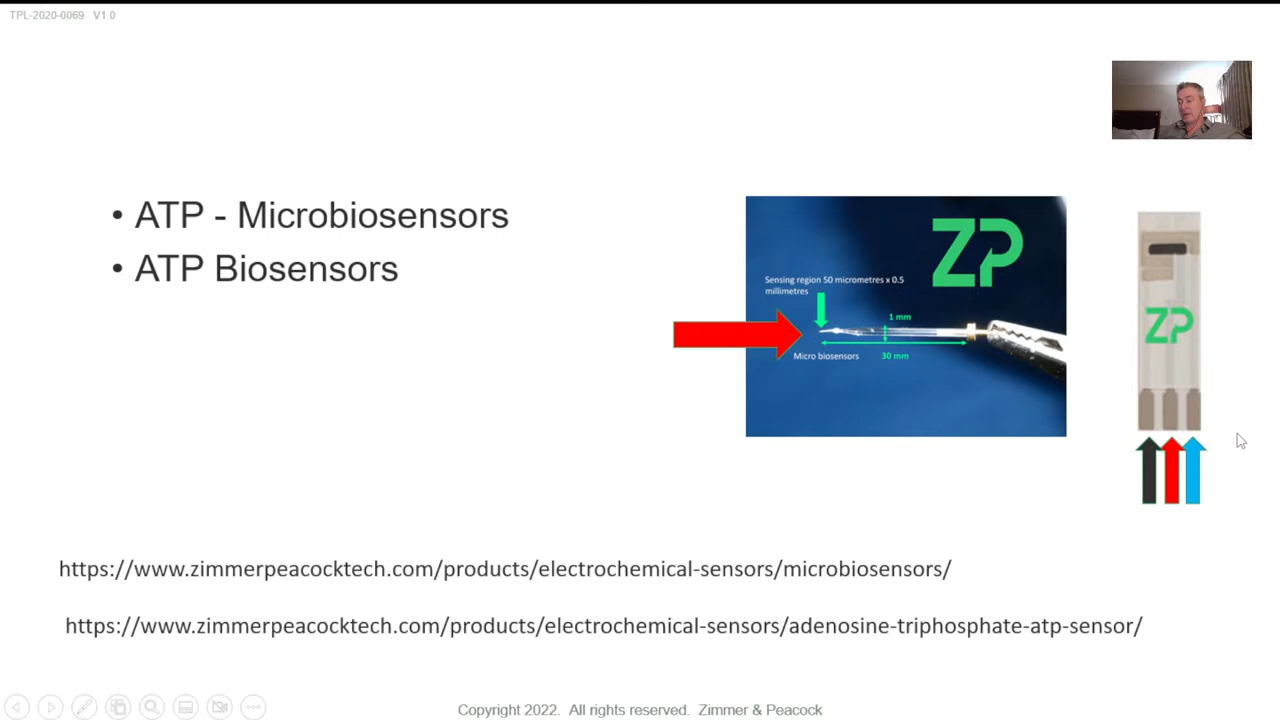 TPL-2020-0069 V1.0
• ATP - Microbiosensors
• ATP Biosensors
ZP
Sensing region 50 micrometres x 0.5
millimetres
1 mm
Micro biosensors
30 mm
ZP
https://www.zimmerpeacocktech.com/products/electrochemical-sensors/microbiosensors/
https://www.zimmerpeacocktech.com/products/electrochemical-sensors/adenosine-triphosphate-atp-sensor/
Copyright 2022. All rights reserved. Zimmer & Peacock